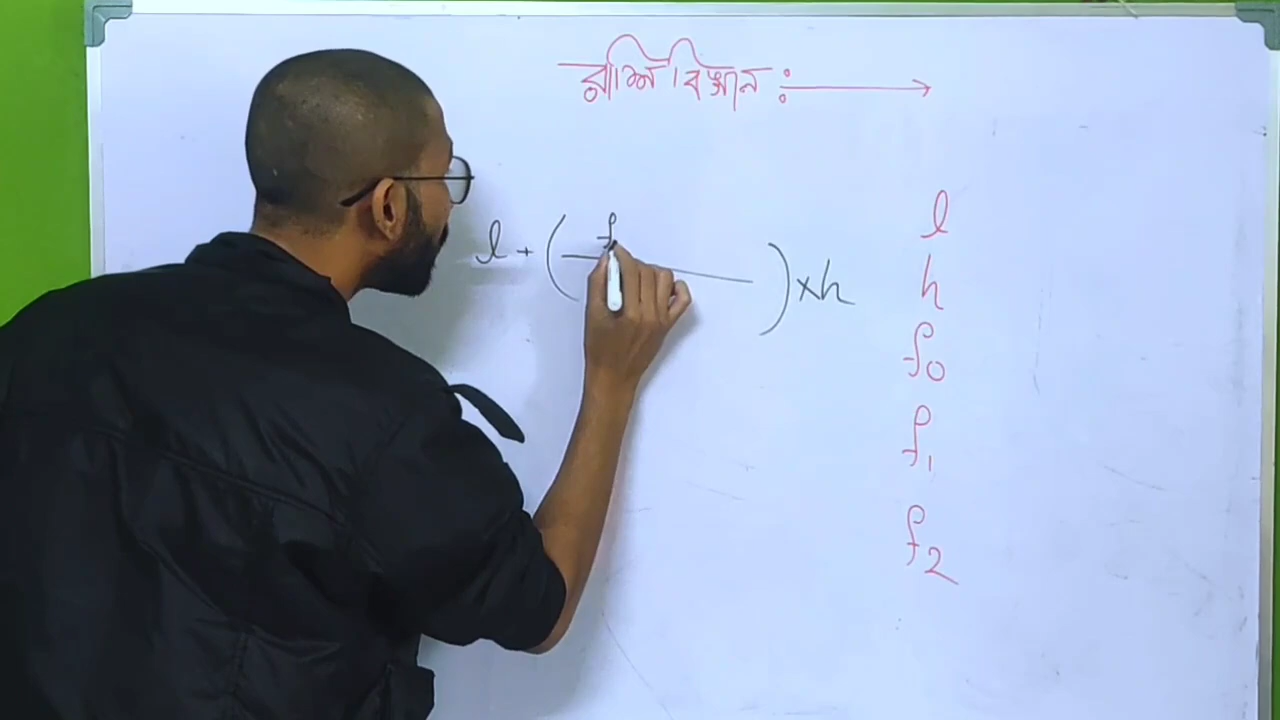 রাশি বিজ্ঞান :⟶
l + ( f ) × h
l
h
f₀
f₁
f₂